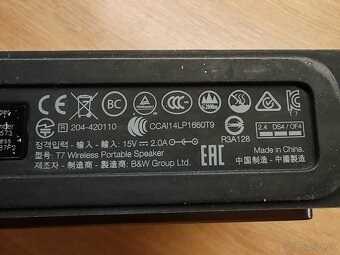 BC
R 204-420110
CCAI14LP1660T9
R3A128
2.4 DS4 / OF4
정격입력 · 输入 · 輸入: 15V 2.0A
型号: T7 Wireless Portable Speaker
제조자 · 制造商 · 製造商: B&W Group Ltd.
EAC
Made in China.
中国制造 · 中國製造